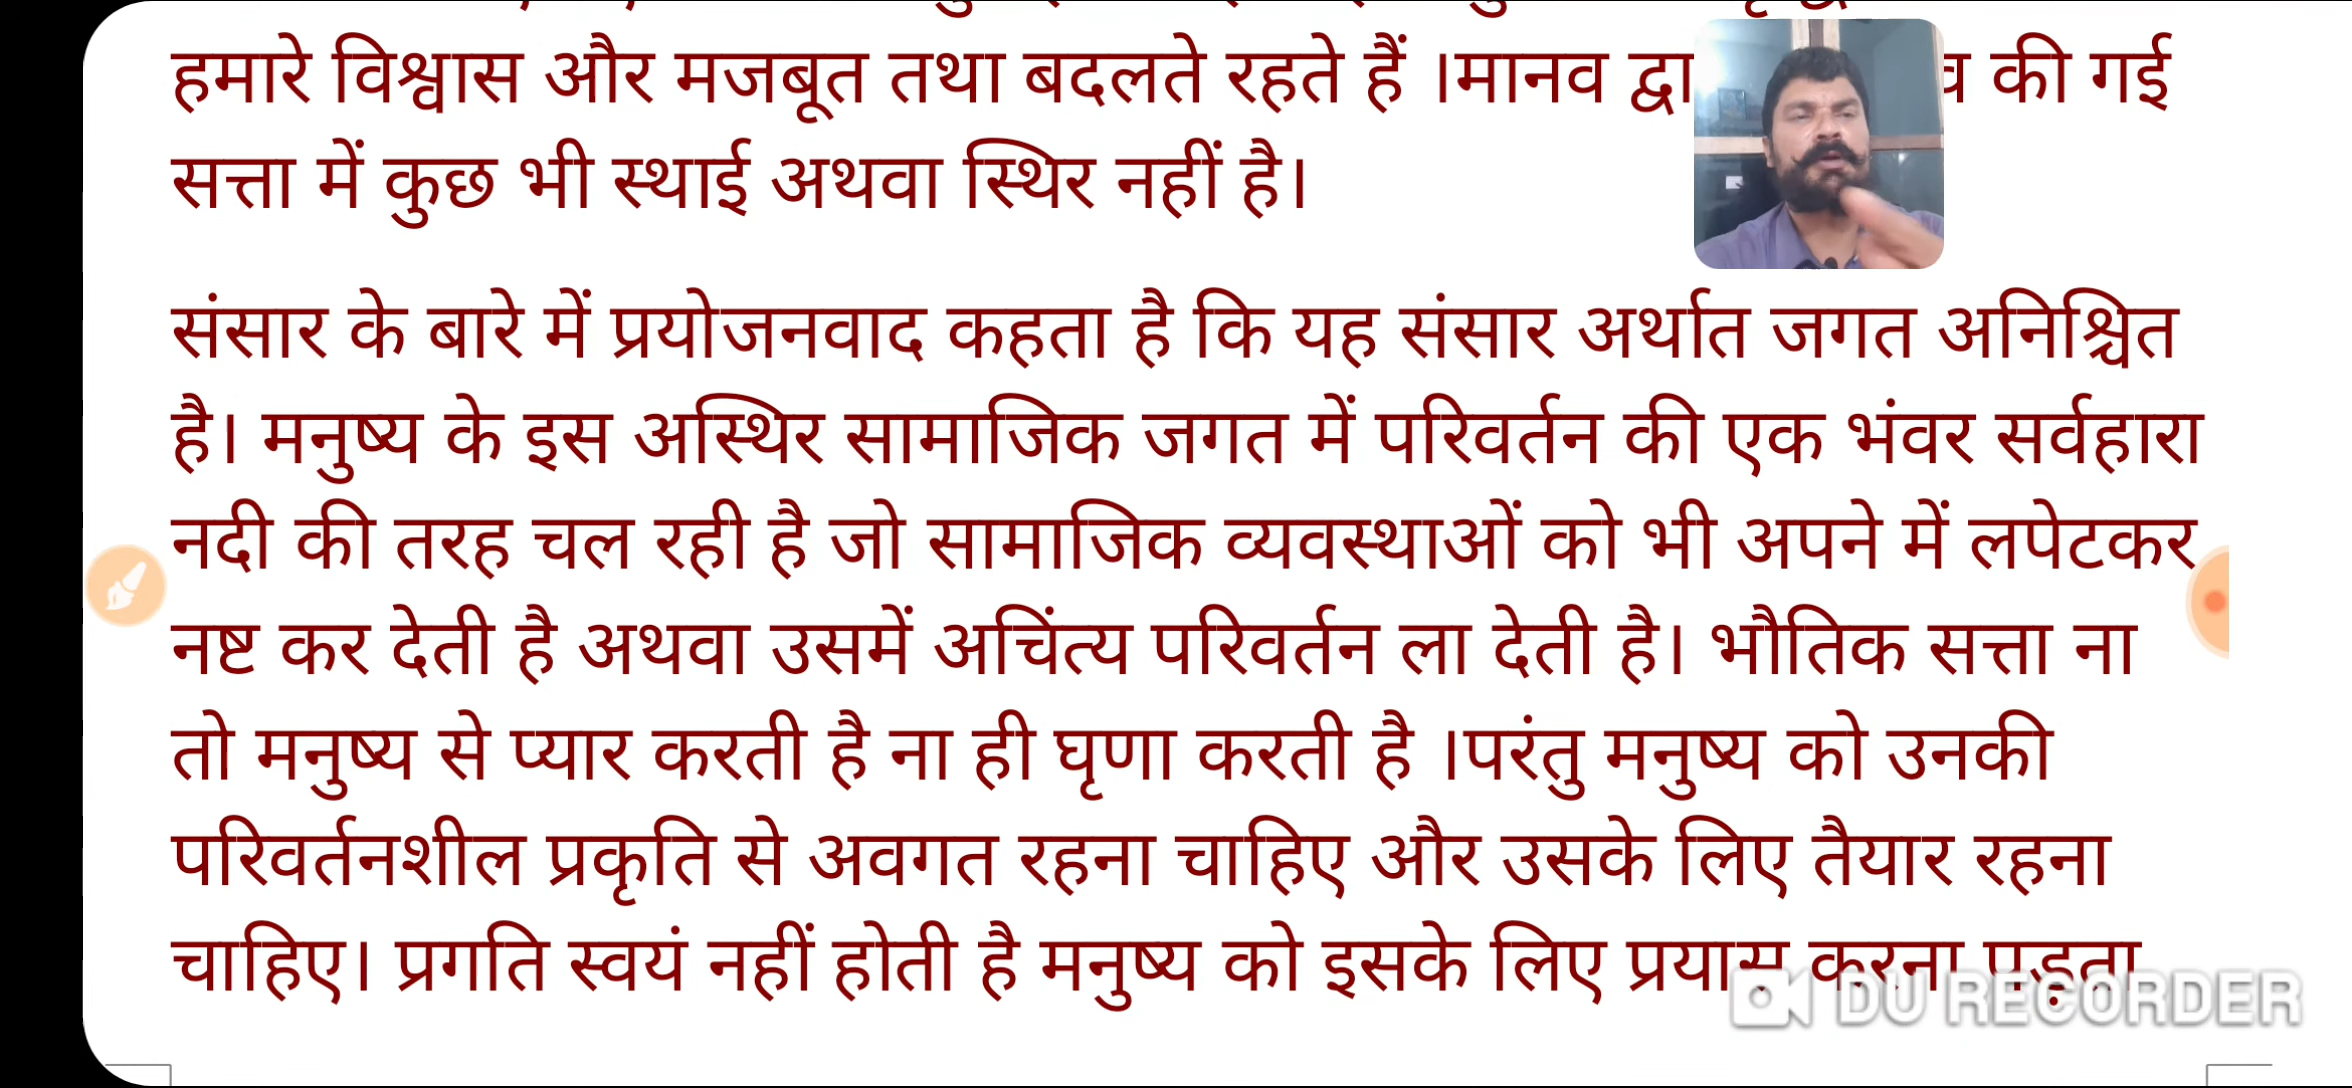 हमारे विश्वास और मजबूत तथा बदलते रहते हैं ।मानव की गई
सत्ता में कुछ भी स्थाई अथवा स्थिर नहीं है।
संसार के बारे में प्रयोजनवाद कहता है कि यह संसार अर्थात जगत अनिश्चित
है। मनुष्य के इस अस्थिर सामाजिक जगत में परिवर्तन की एक भंवर सर्वहारा
नदी की तरह चल रही है जो सामाजिक व्यवस्थाओं को भी अपने में लपेटकर
नष्ट कर देती है अथवा उसमें अचिंत्य परिवर्तन ला देती है। भौतिक सत्ता ना
तो मनुष्य से प्यार करती है ना ही घृणा करती है ।परंतु मनुष्य को उनकी
परिवर्तनशील प्रकृति से अवगत रहना चाहिए और उसके लिए तैयार रहना
चाहिए। प्रगति स्वयं नहीं होती है मनुष्य को इसके लिए प्रयास करना पड़ता
DU RECORDER